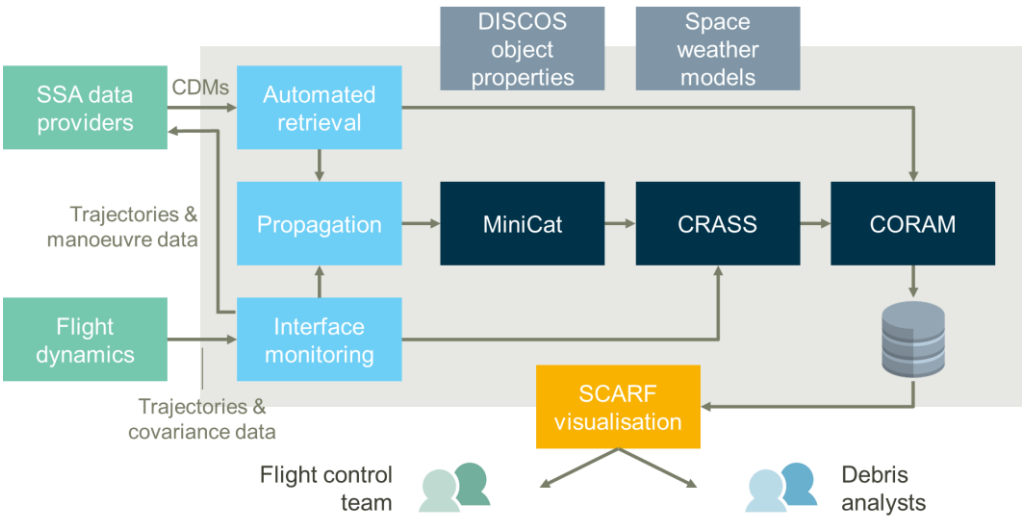 DISCOS
object
properties
Space
weather
models
SSA data
providers
CDMs
Automated
retrieval
Trajectories &
manoeuvre data
Propagation
MiniCat
CRASS
CORAM
Flight
dynamics
Interface
monitoring
Trajectories &
covariance data
SCARF
visualisation
Flight control
team
Debris
analysts